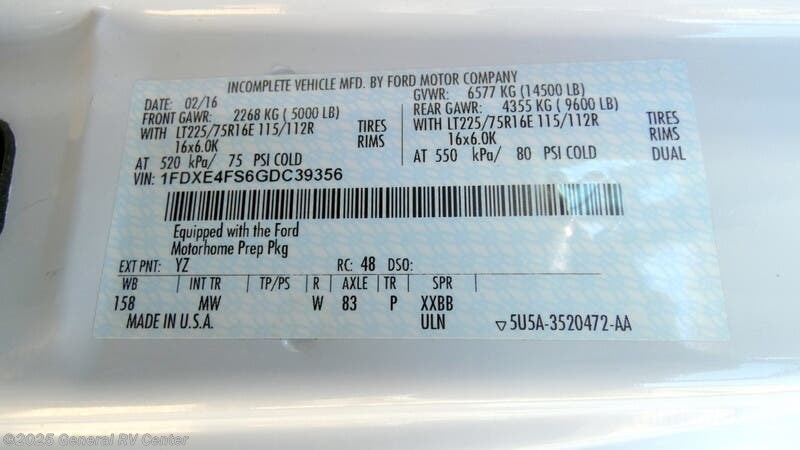 INCOMPLETE VEHICLE MFD. BY FORD MOTOR COMPANY
DATE: 02/16 GVWR: 6577 KG (14500 LB)
FRONT GAWR: 2268 KG ( 5000 LB) REAR GAWR: 4355 KG ( 9600 LB)
WITH LT225/75R16E 115/112R TIRES WITH LT225/75R16E 115/112R TIRES
16x6.0K RIMS 16x6.0K RIMS
AT 520 kPa/ 75 PSI COLD AT 550 kPa/ 80 PSI COLD DUAL
VIN: 1FDXE4FS6GDC39356
Equipped with the Ford
Motorhome Prep Pkg
EXT PNT: YZ RC: 48 DSO:
WB INT TR TP/PS R AXLE TR SPR
158 MW W 83 P XXBB
MADE IN U.S.A. ULN ▽5U5A-3520472-AA
©2025 General RV Center